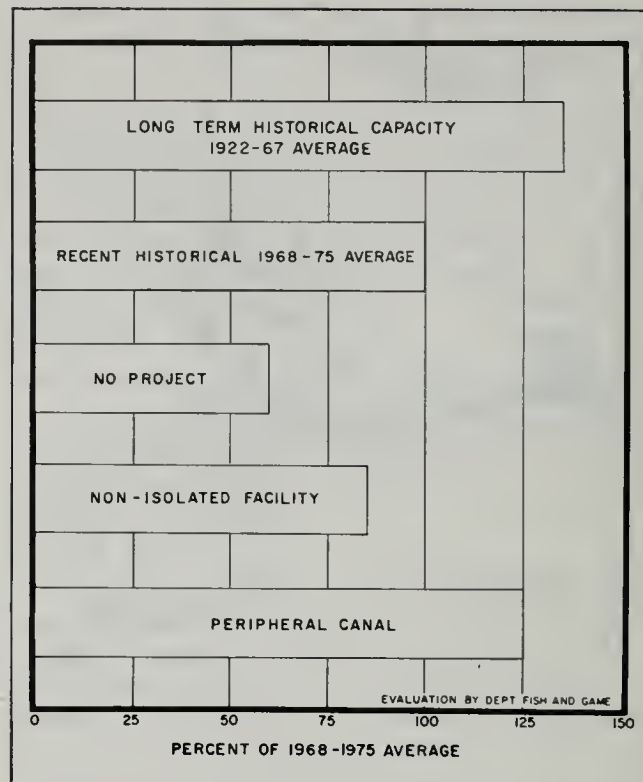 LONG TERM HISTORICAL CAPACITY
1922-67 AVERAGE
RECENT HISTORICAL 1968-75 AVERAGE
NO PROJECT
NON-ISOLATED FACILITY
PERIPHERAL CANAL
EVALUATION BY DEPT FISH AND GAME
0 25 50 75 100 125 150
PERCENT OF 1968-1975 AVERAGE